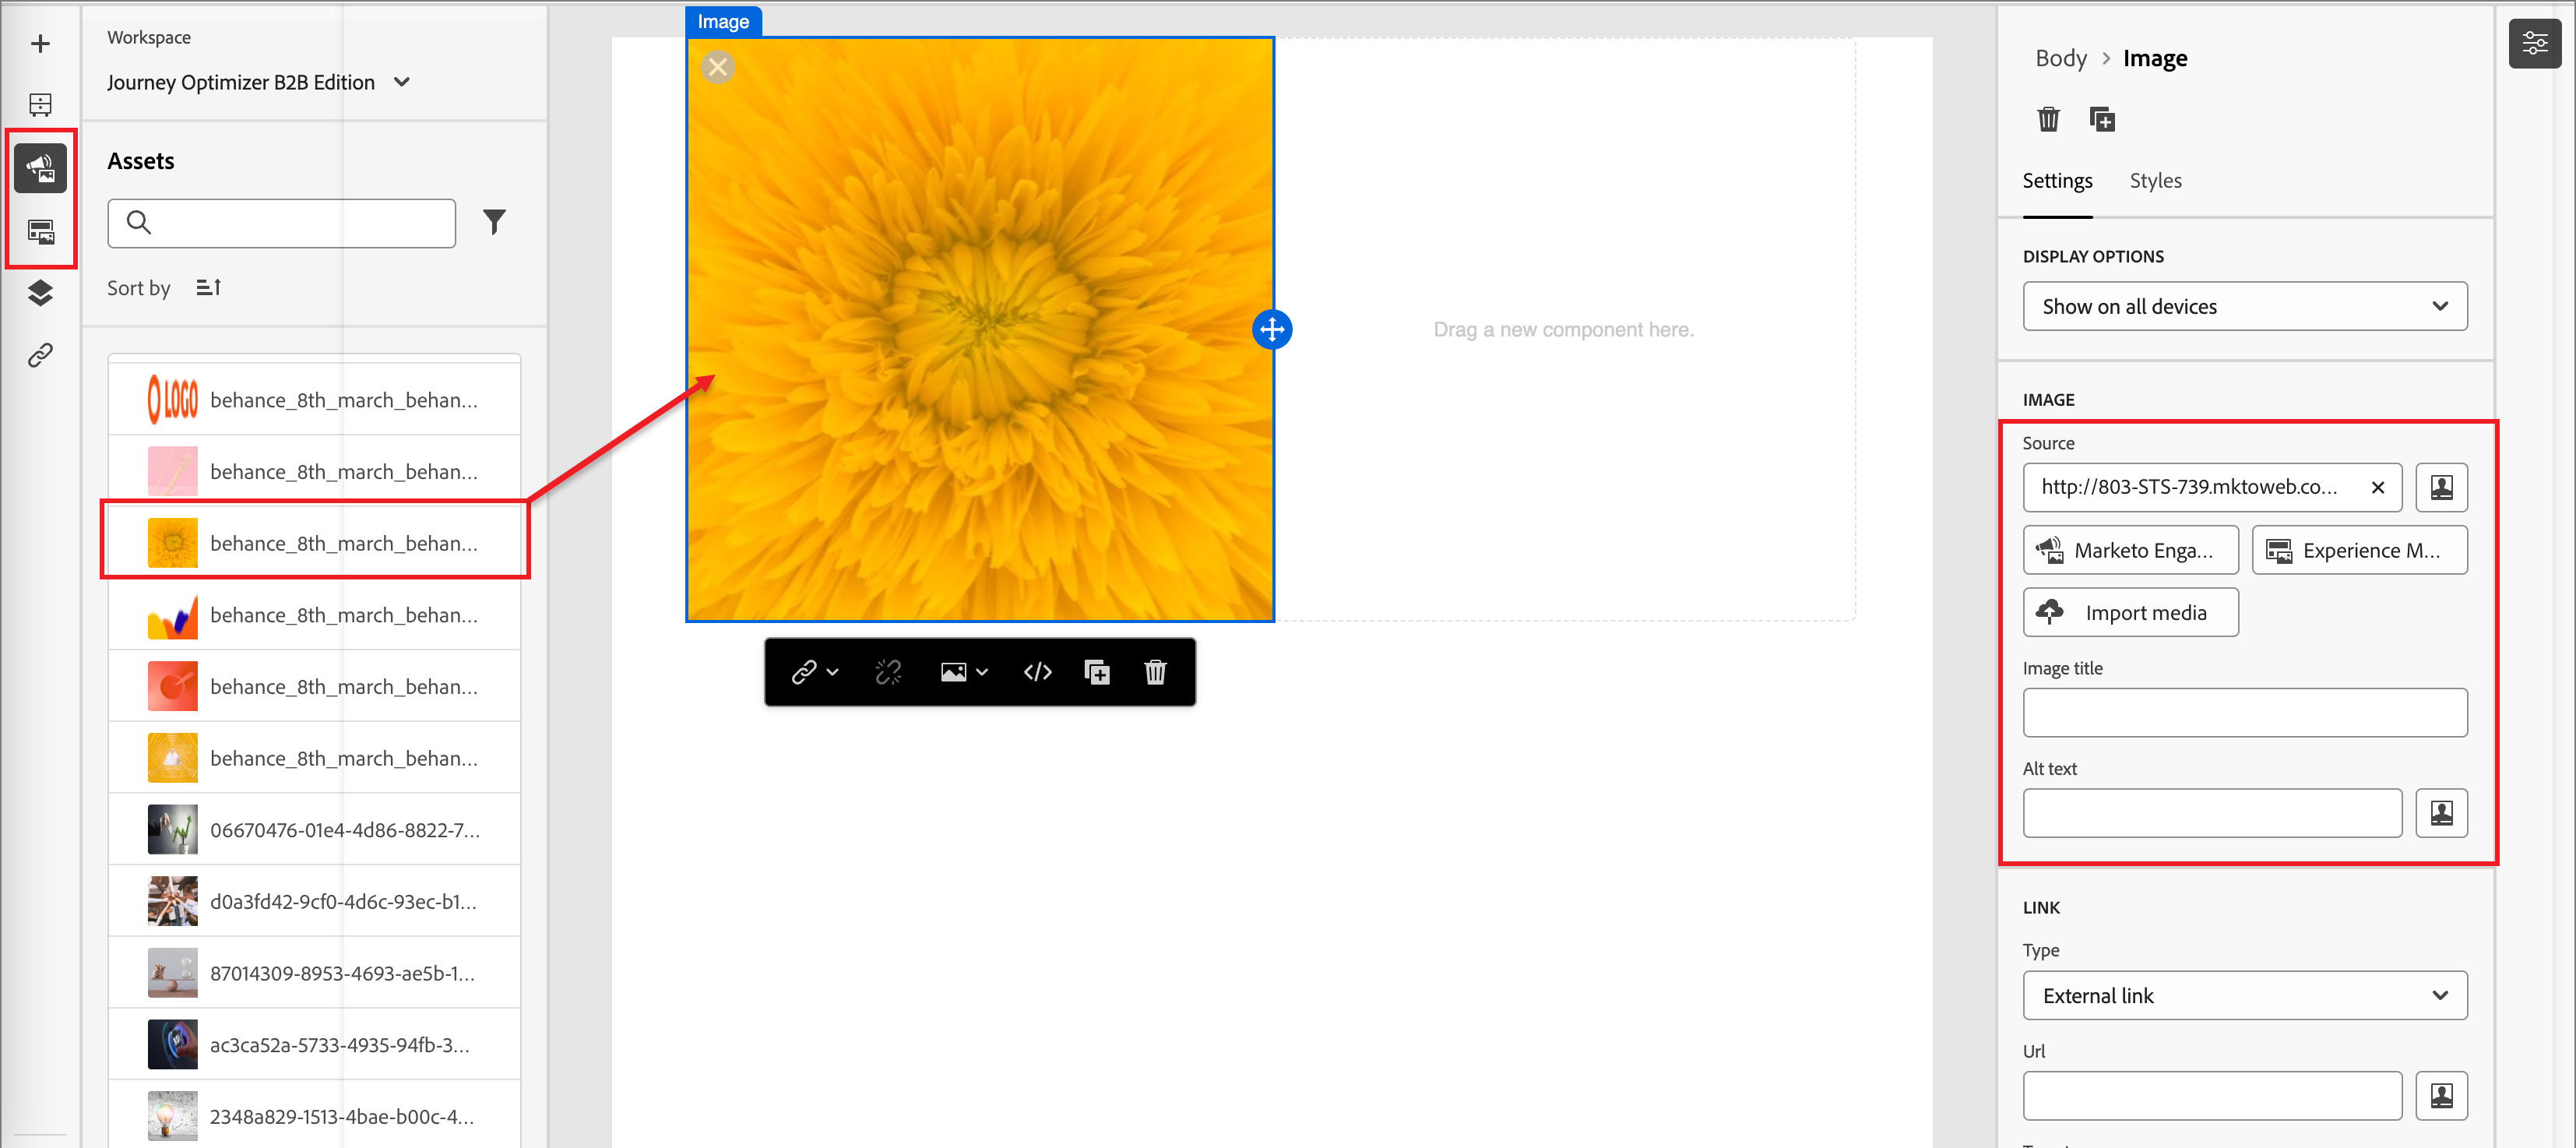 Workspace
Journey Optimizer B2B Edition
Assets
Sort by
LOGO
behance_8th_march_behan...
behance_8th_march_behan...
behance_8th_march_behan...
behance_8th_march_behan...
behance_8th_march_behan...
behance_8th_march_behan...
06670476-01e4-4d86-8822-7...
d0a3fd42-9cf0-4d6c-93ec-b1...
87014309-8953-4693-ae5b-1...
ac3ca52a-5733-4935-94fb-3...
2348a829-1513-4bae-b00c-4...
Image
Drag a new component here.
Body > Image
Settings Styles
DISPLAY OPTIONS
Show on all devices
IMAGE
Source
http://803-STS-739.mktoweb.co...
Marketo Enga... Experience M...
Import media
Image title
Alt text
LINK
Type
External link
Url